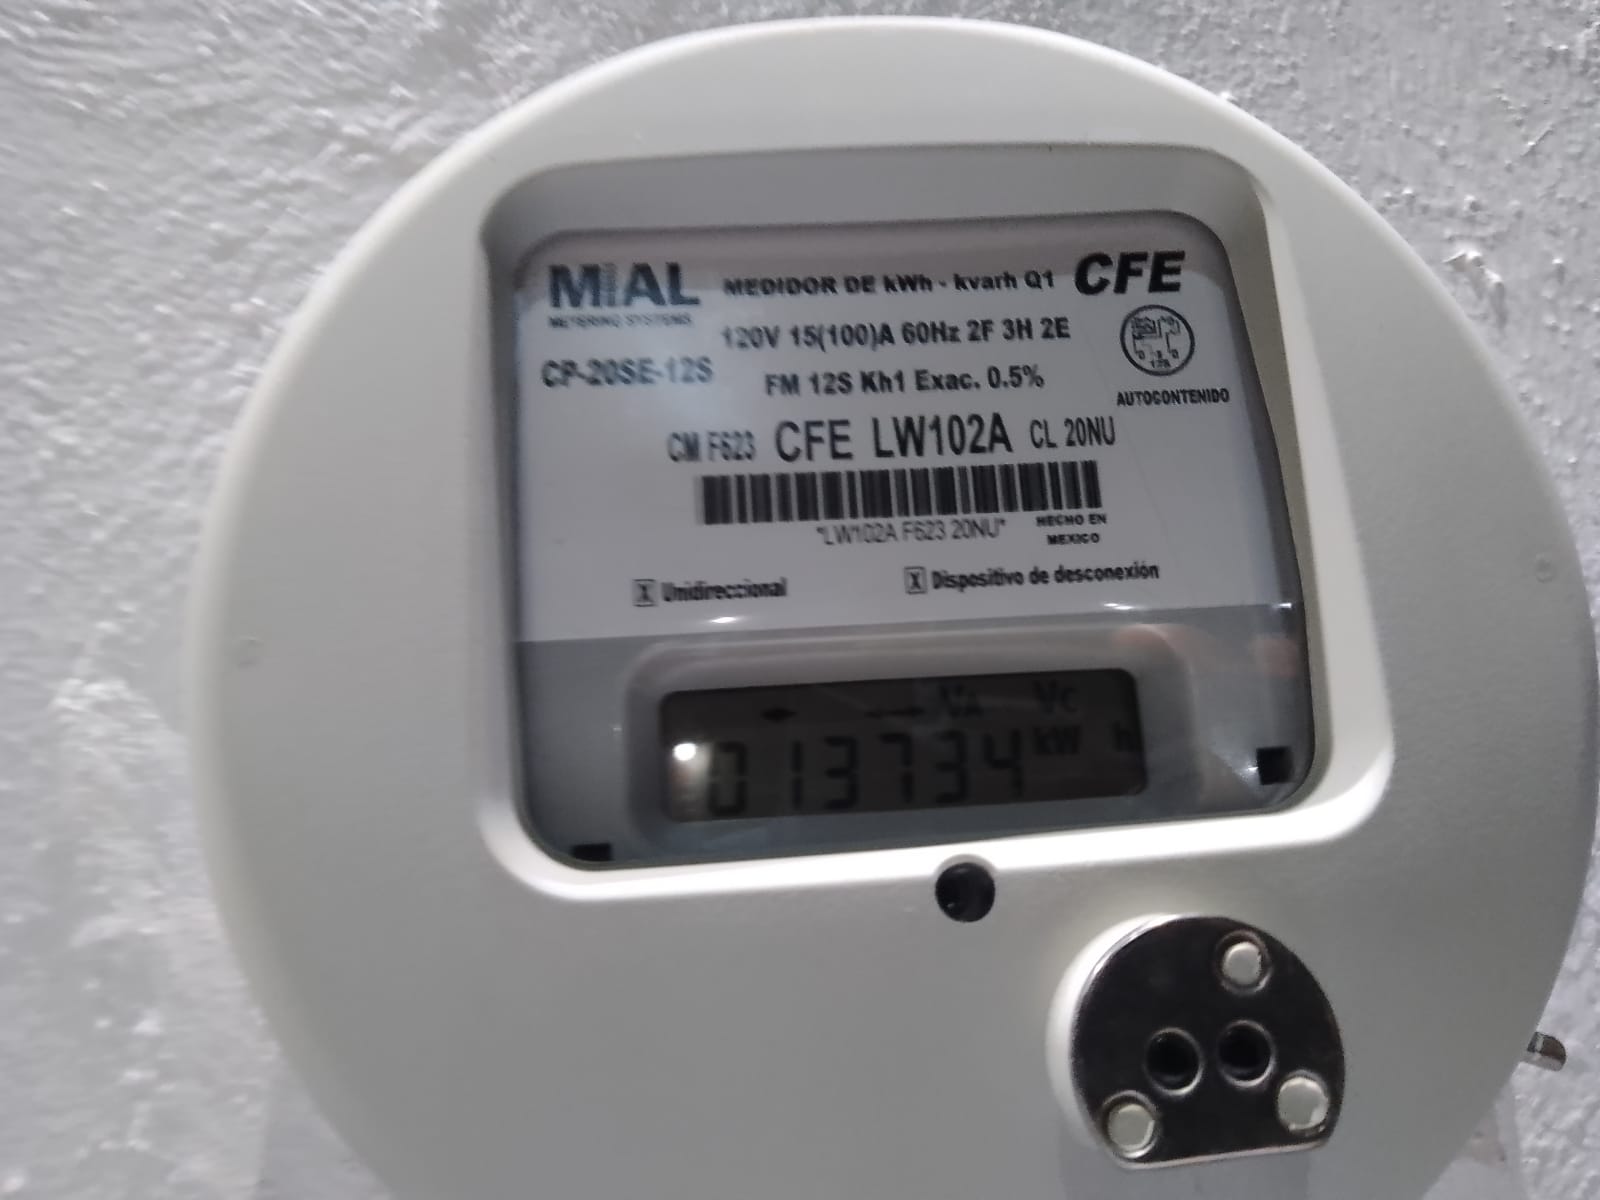 MIAL MEDIDOR DE kWh - kvarh Q1 CFE
METERING SYSTEMS
120V 15(100)A 60Hz 2F 3H 2E
CP-20SE-12S FM 12S Kh1 Exac. 0.5%
AUTOCONTENIDO
CM F623 CFE LW102A CL 20NU
*LW102A F623 20NU* HECHO EN
MEXICO
X Unidireccional X Dispositivo de desconexión
013734 kW h